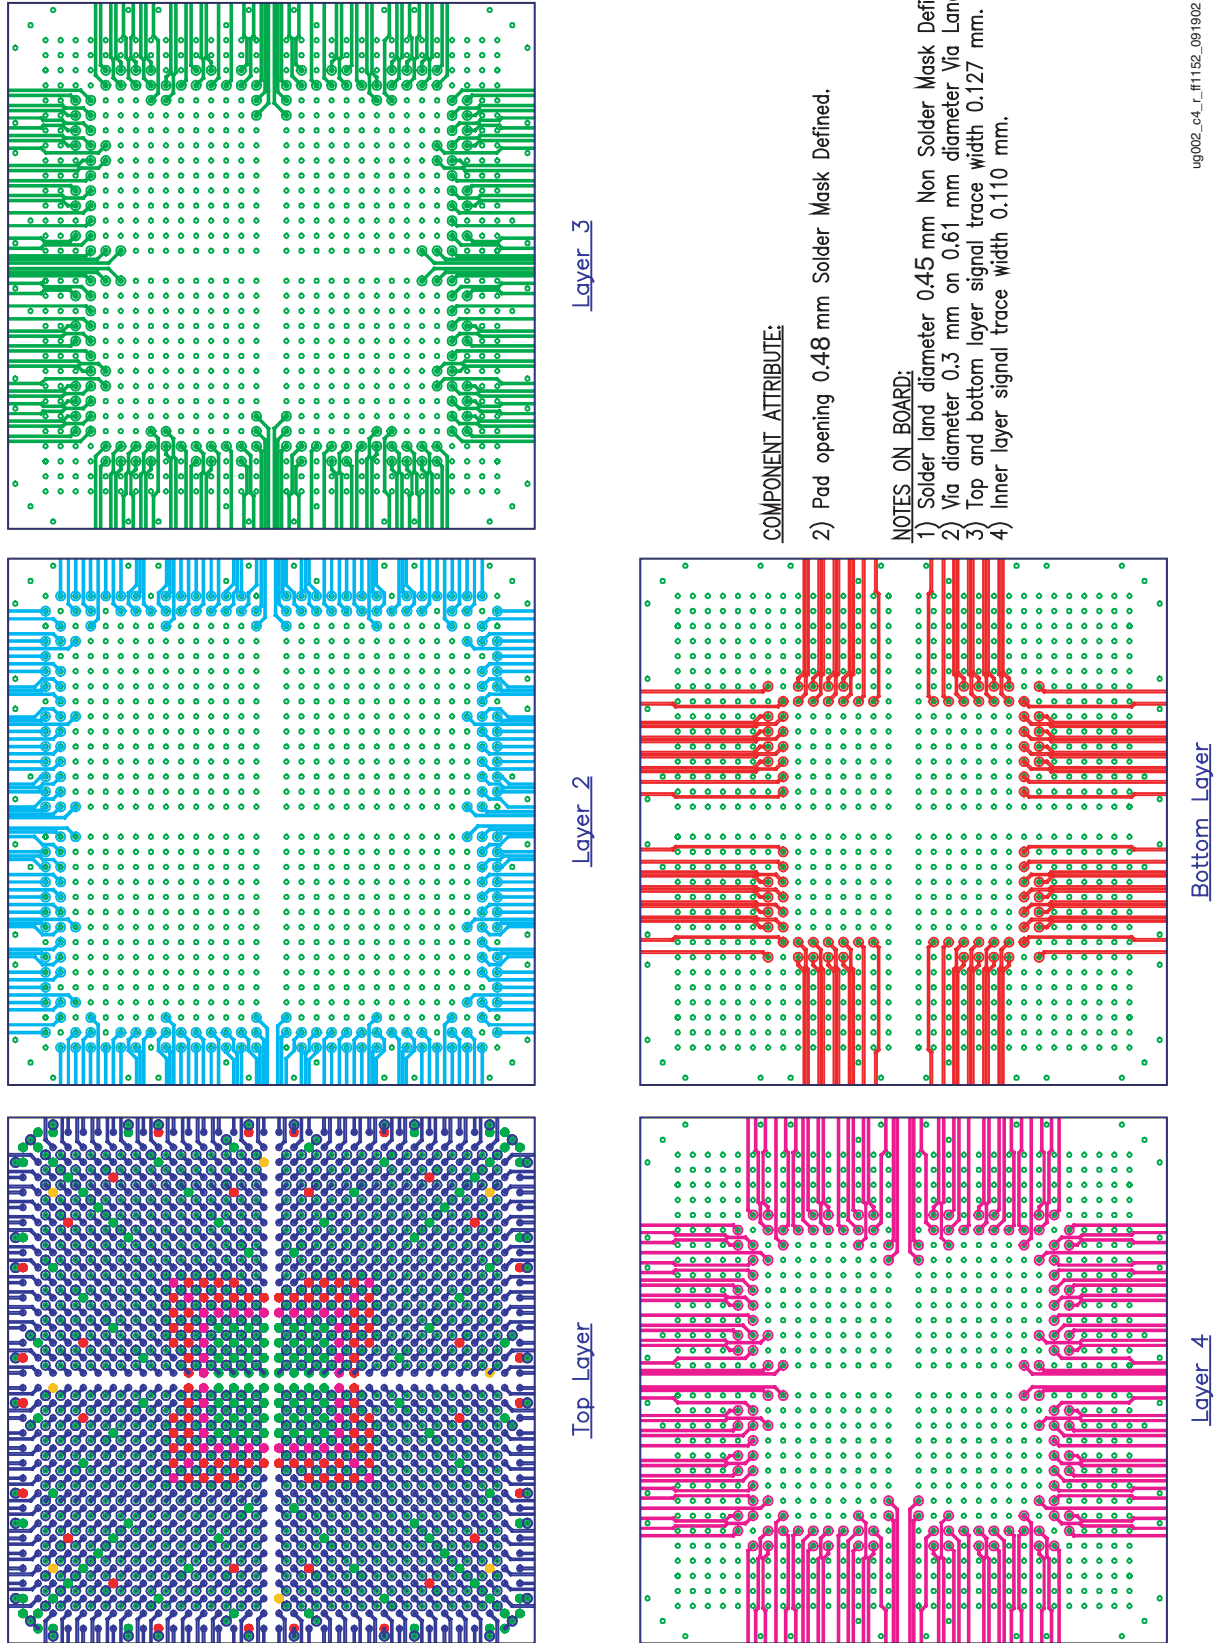 Top Layer
Layer 2
Layer 3
Layer 4
Bottom Layer
COMPONENT ATTRIBUTE:
2) Pad opening 0.48 mm Solder Mask Defined.
NOTES ON BOARD:
1) Solder land diameter 0.45 mm Non Solder Mask
2) Via diameter 0.3 mm on 0.61 mm diameter Via
3) Top and bottom layer signal trace width 0.127 mm.
4) Inner layer signal trace width 0.110 mm.
ug002_c4_r_ff1152_091902